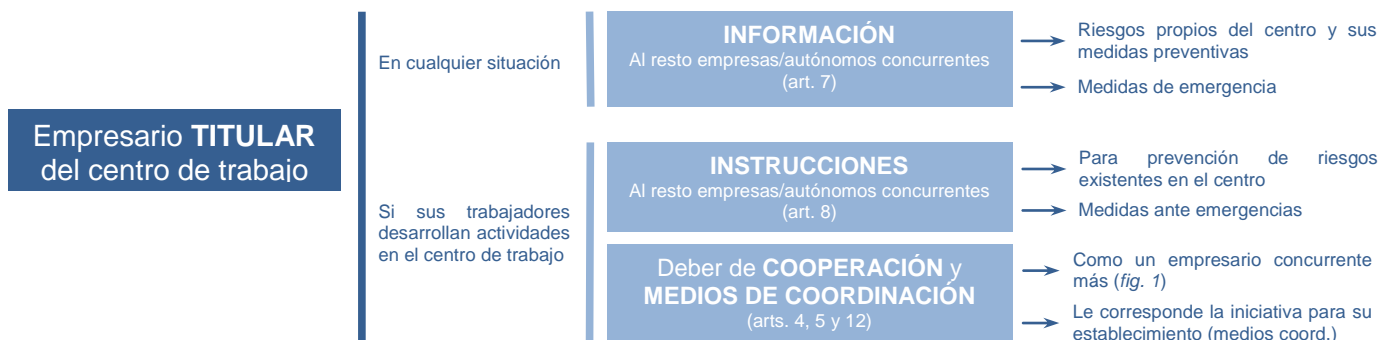 Empresario TITULAR
del centro de trabajo
En cualquier situación
INFORMACIÓN
Al resto empresas/autónomos concurrentes
(art. 7)
Riesgos propios del centro y sus
medidas preventivas
Medidas de emergencia
Si sus trabajadores
desarrollan actividades
en el centro de trabajo
INSTRUCCIONES
Al resto empresas/autónomos concurrentes
(art. 8)
Para prevención de riesgos
existentes en el centro
Medidas ante emergencias
Deber de COOPERACIÓN y
MEDIOS DE COORDINACIÓN
(arts. 4, 5 y 12)
Como un empresario concurrente
más (fig. 1)
Le corresponde la iniciativa para su
establecimiento (medios coord.)